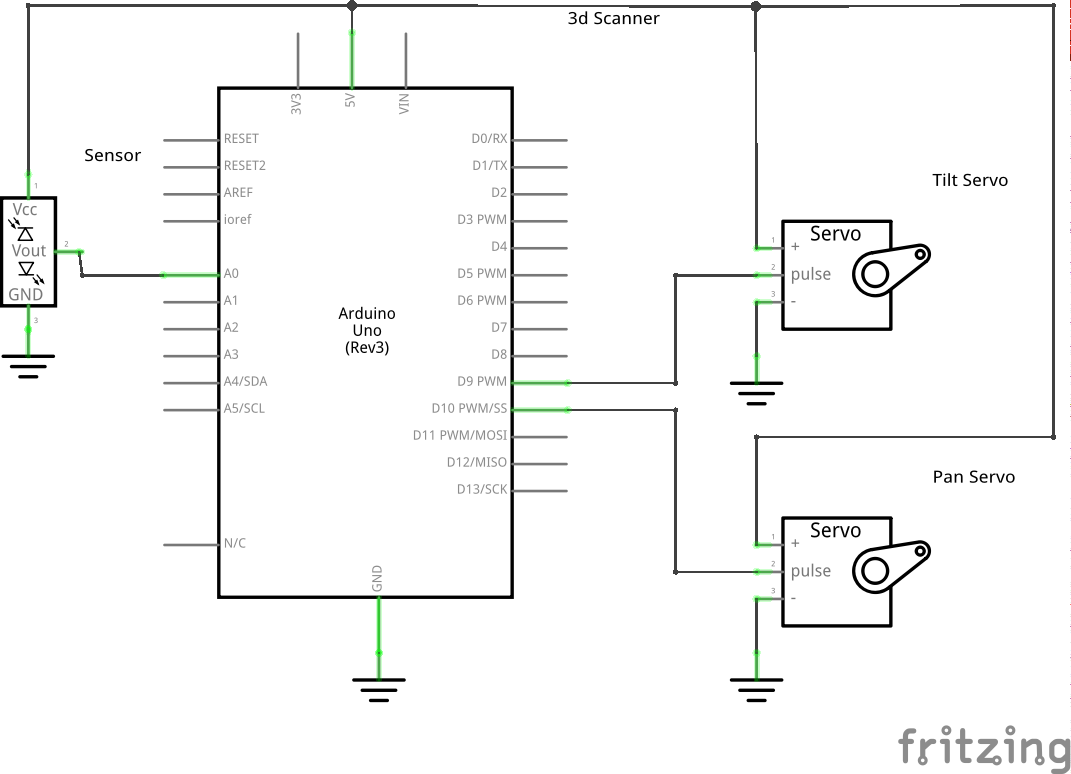 3d Scanner
3V3
5V
VIN
Sensor
RESET
RESET2
AREF
ioref
A0
A1
A2
A3
A4/SDA
A5/SCL
N/C
D0/RX
D1/TX
D2
D3 PWM
D4
D5 PWM
D6 PWM
D7
D8
D9 PWM
D10 PWM/SS
D11 PWM/MOSI
D12/MISO
D13/SCK
Arduino
Uno
(Rev3)
GND
1
Vcc
Vout
2
GND
3
Tilt Servo
Servo
1
+
2
pulse
3
-
Pan Servo
Servo
1
+
2
pulse
3
-
fritzing